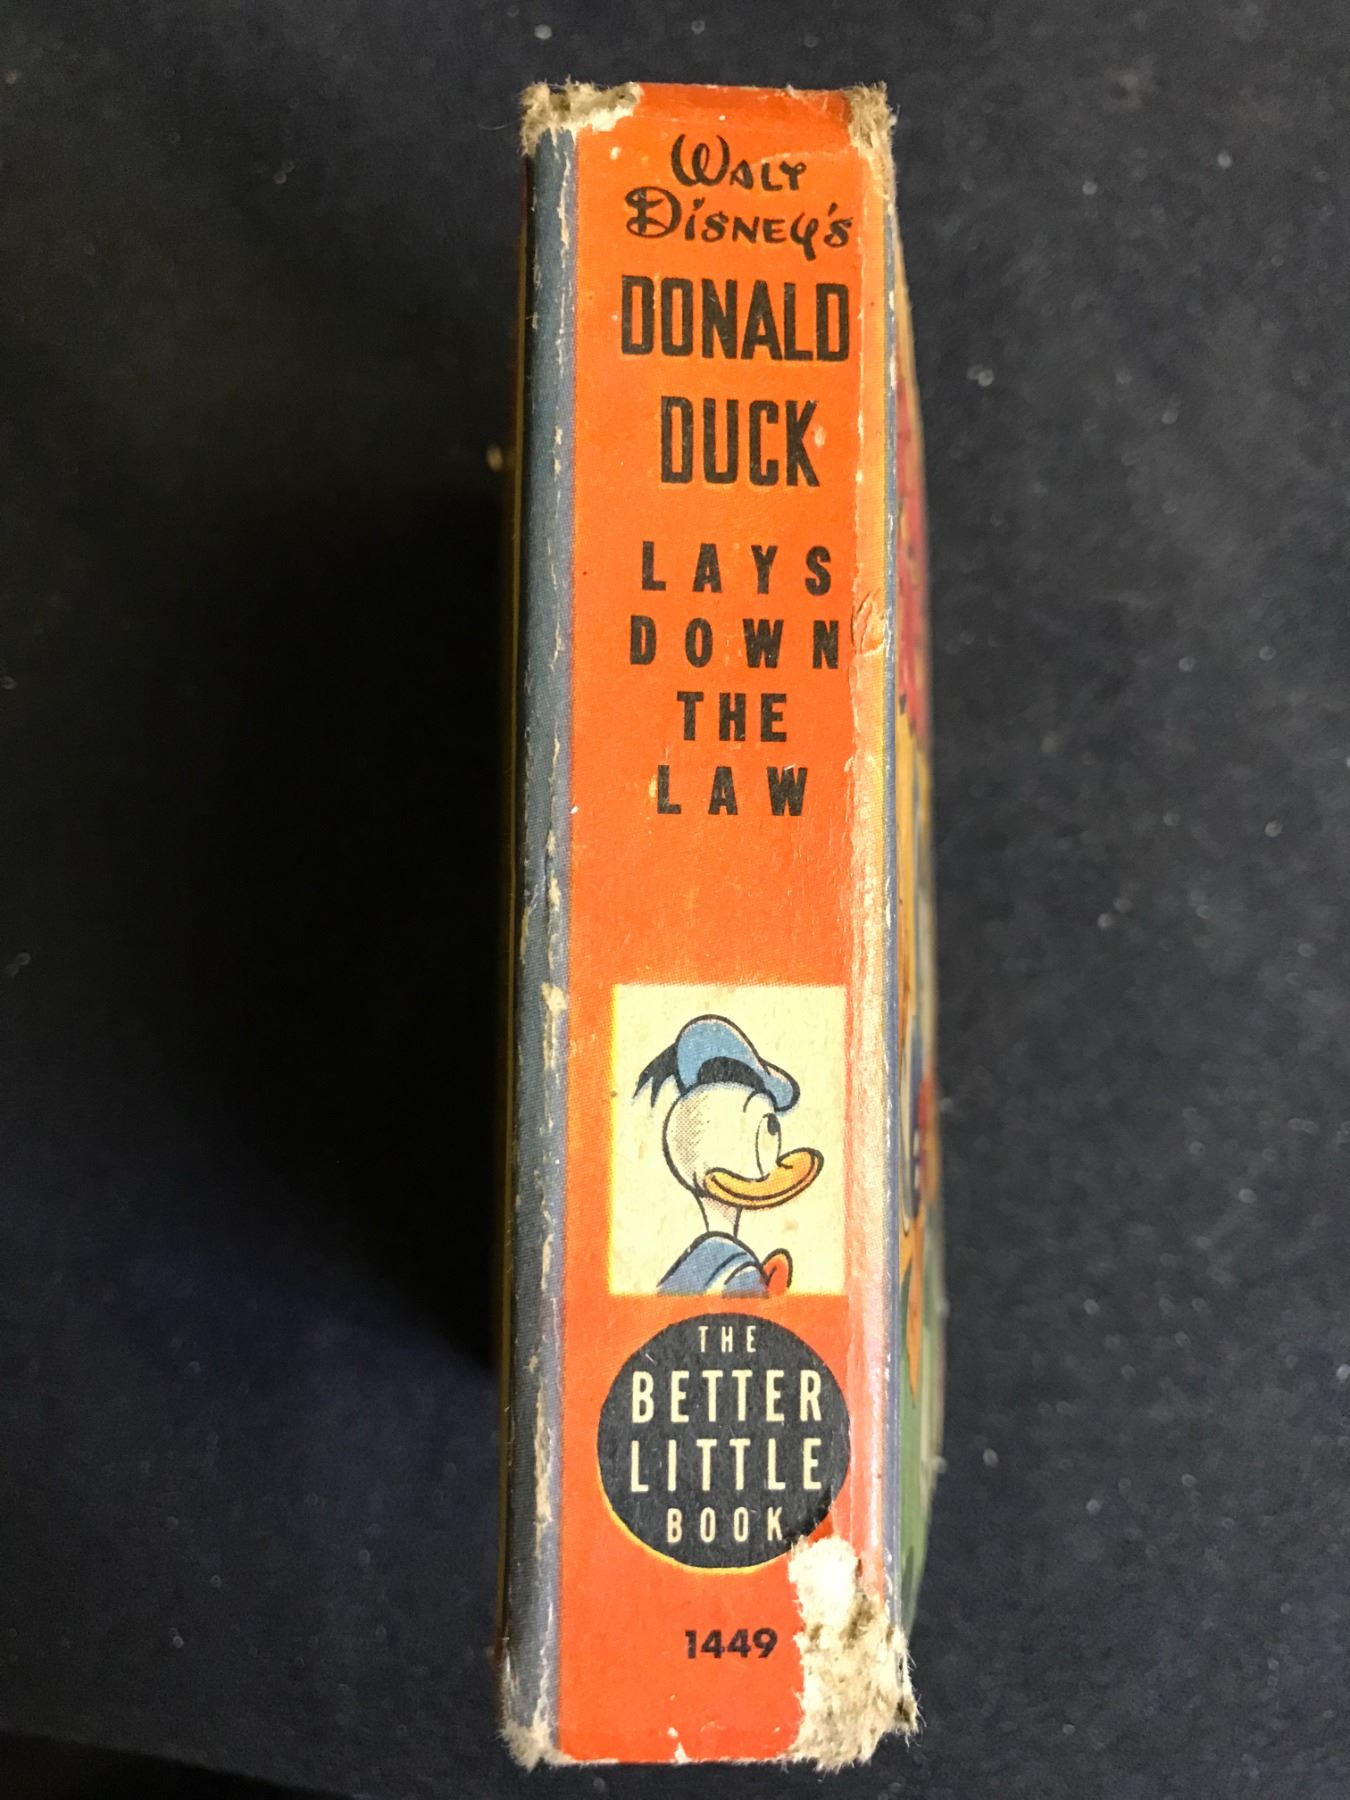 WALT
DISNEY'S
DONALD
DUCK
LAYS
DOWN
THE
LAW
THE
BETTER
LITTLE
BOOK
1449